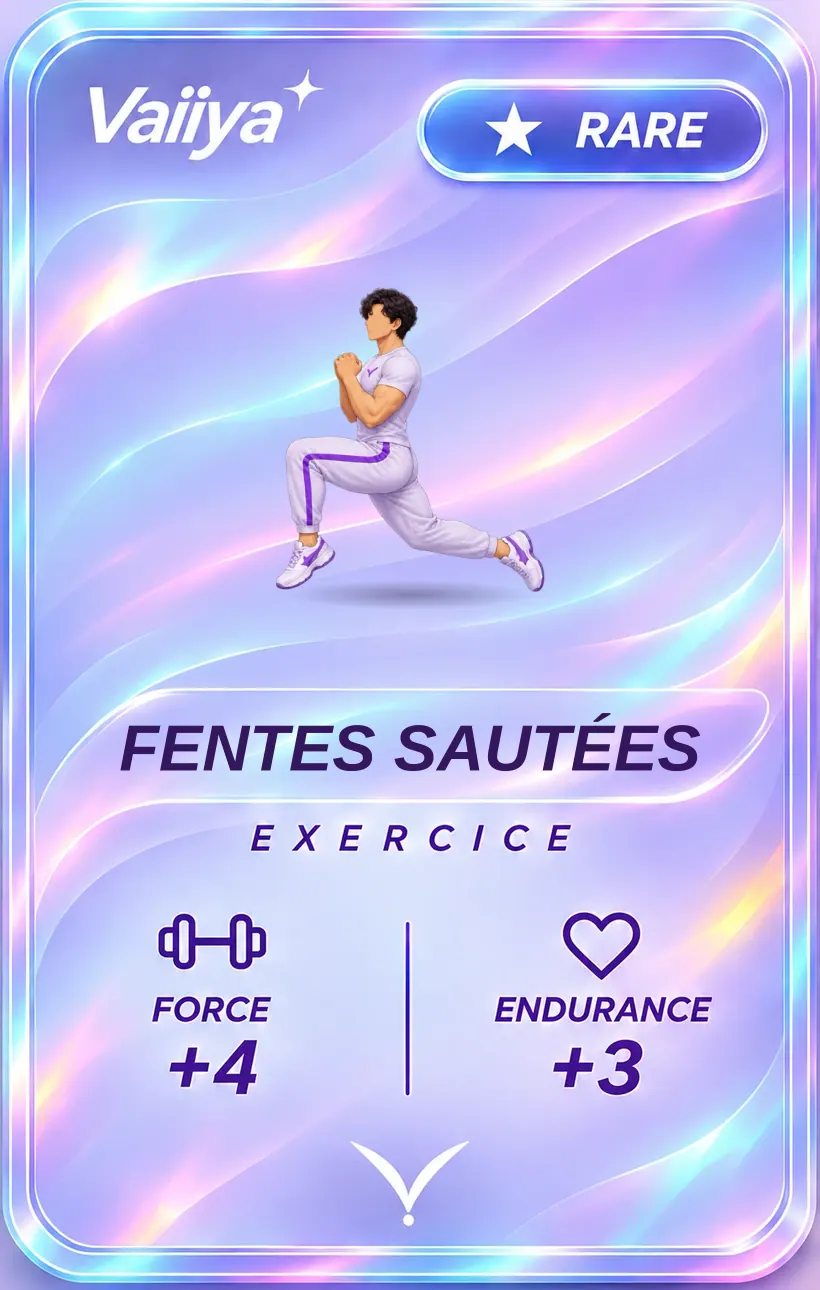 Vaiiya
RARE
FENTES SAUTÉES
EXERCICE
FORCE
+4
ENDURANCE
+3